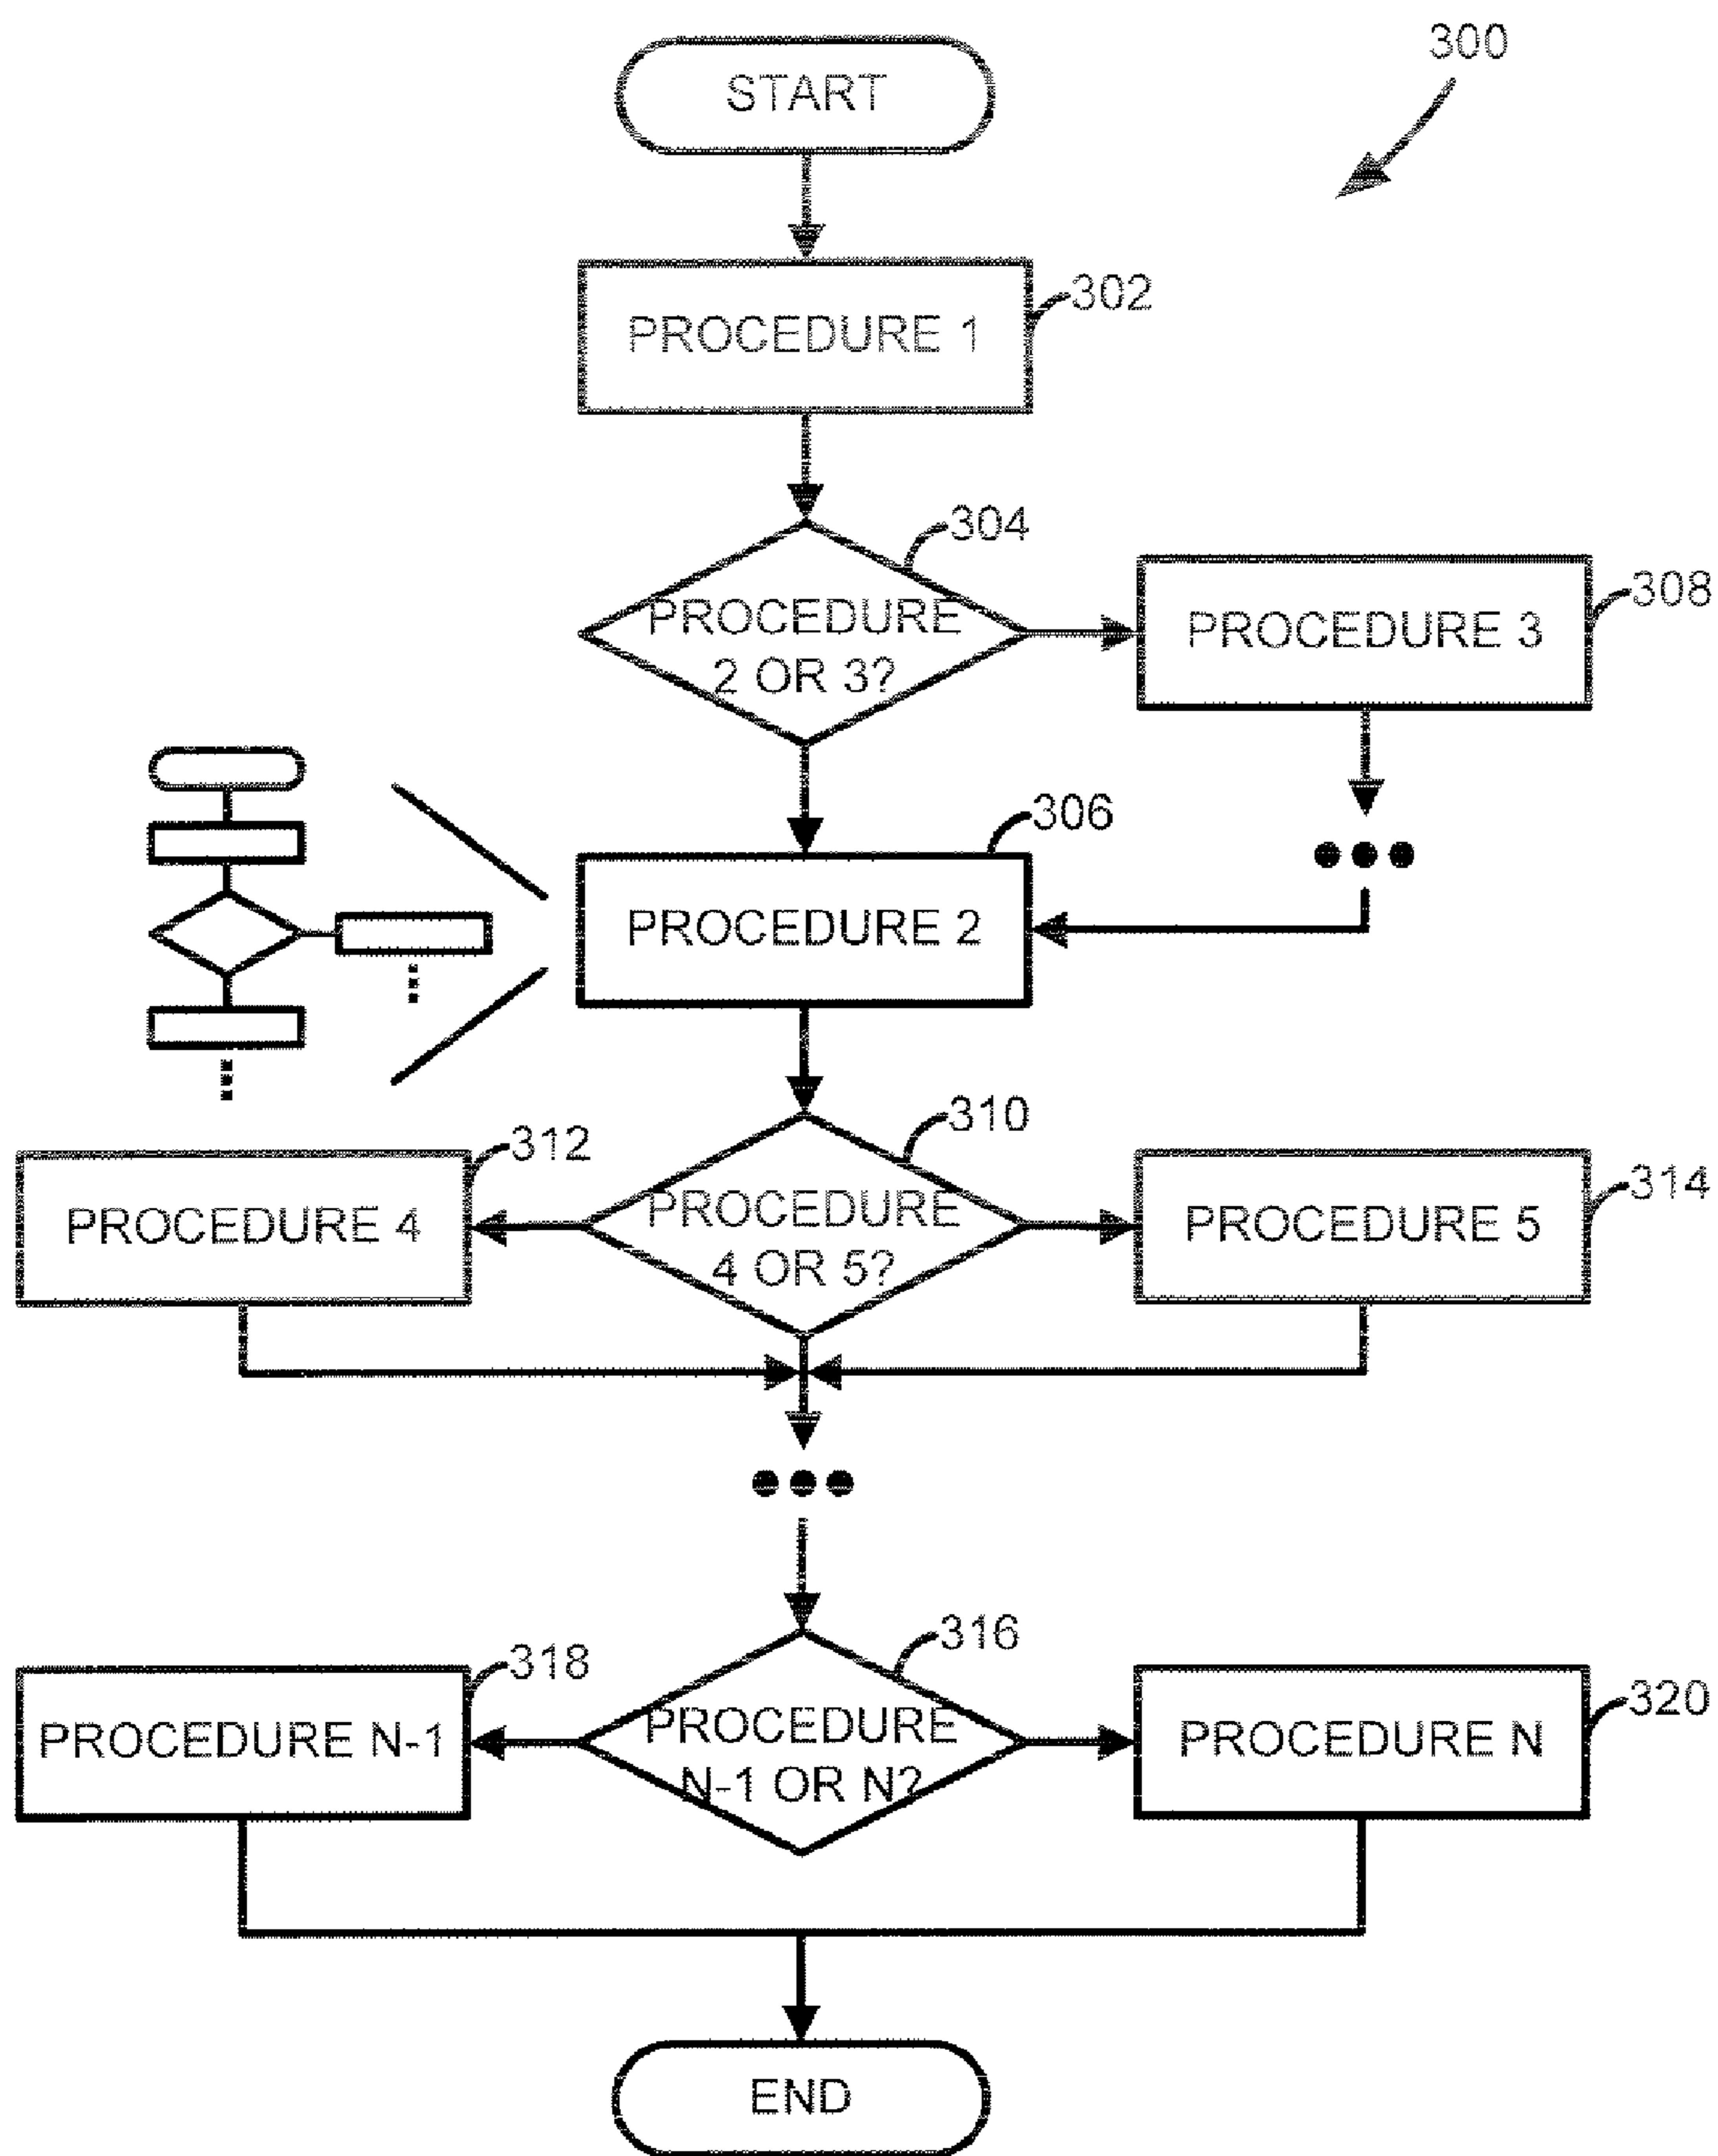 300
START
302
PROCEDURE 1
304
PROCEDURE
2 OR 3?
308
PROCEDURE 3
306
PROCEDURE 2
310
PROCEDURE
4 OR 5?
312
PROCEDURE 4
314
PROCEDURE 5
316
PROCEDURE
N-1 OR N?
318
PROCEDURE N-1
320
PROCEDURE N
END